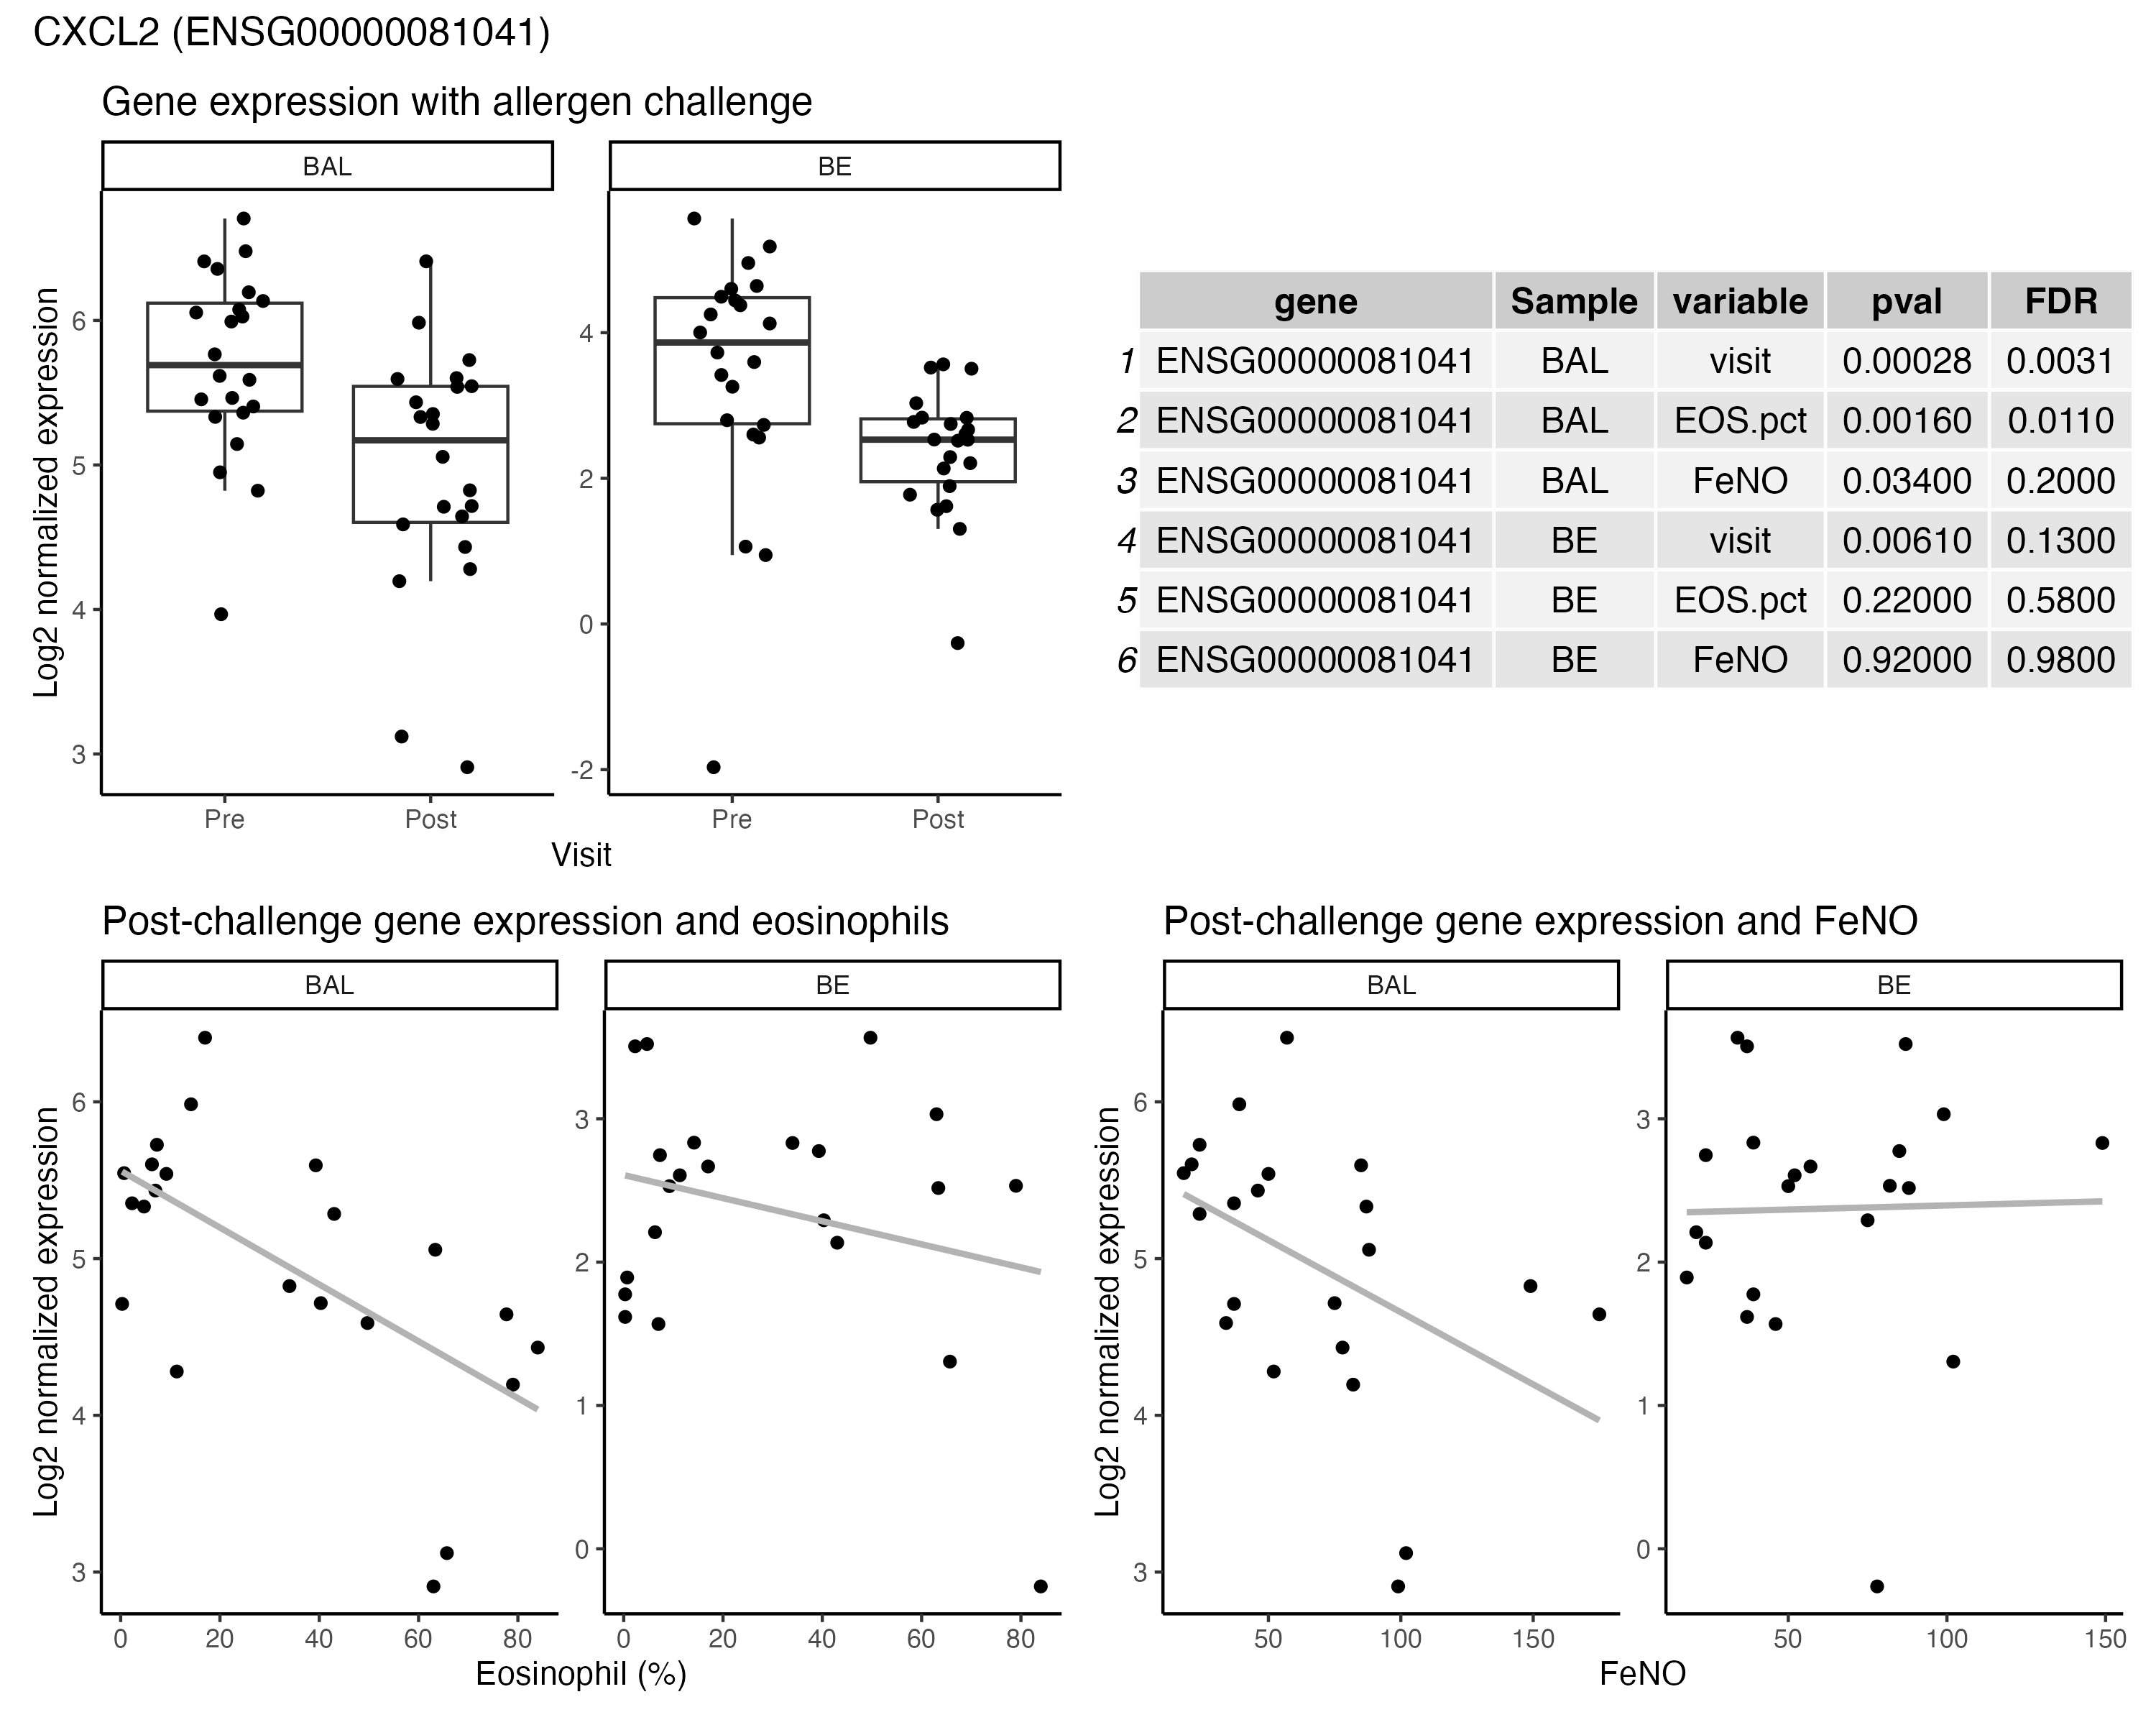 CXCL2 (ENSG00000081041)
Gene expression with allergen challenge
BAL BE
Log2 normalized expression
6
5
4
3
4
2
0
-2
Pre Post Pre Post
Visit
gene Sample variable pval FDR
1 ENSG00000081041 BAL visit 0.00028 0.0031
2 ENSG00000081041 BAL EOS.pct 0.00160 0.0110
3 ENSG00000081041 BAL FeNO 0.03400 0.2000
4 ENSG00000081041 BE visit 0.00610 0.1300
5 ENSG00000081041 BE EOS.pct 0.22000 0.5800
6 ENSG00000081041 BE FeNO 0.92000 0.9800
Post-challenge gene expression and eosinophils
BAL BE
Log2 normalized expression
6
5
4
3
3
2
1
0
0 20 40 60 80 0 20 40 60 80
Eosinophil (%)
Post-challenge gene expression and FeNO
BAL BE
Log2 normalized expression
6
5
4
3
3
2
1
0
50 100 150 50 100 150
FeNO